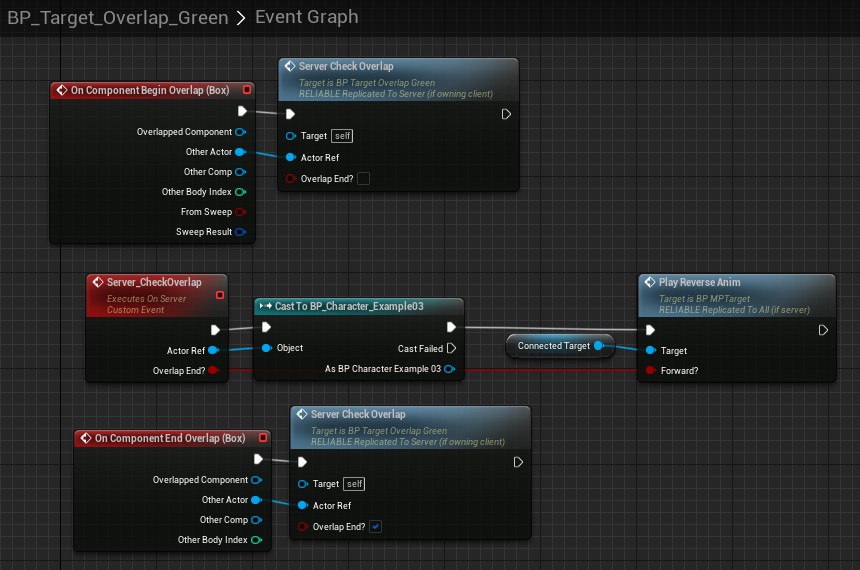 BP_Target_Overlap_Green > Event Graph
Server Check Overlap
Target is BP Target Overlap Green
RELIABLE Replicated To Server (if owning client)
On Component Begin Overlap (Box)
Overlapped Component
Target self
Other Actor
Actor Ref
Other Comp
Overlap End?
Other Body Index
From Sweep
Sweep Result
Server_CheckOverlap
Executes On Server
Custom Event
Actor Ref
Overlap End?
Cast To BP_Character_Example03
Object
Cast Failed
As BP Character Example 03
Connected Target
Play Reverse Anim
Target is BP MPTarget
RELIABLE Replicated To All (if server)
Target
Forward?
Server Check Overlap
Target is BP Target Overlap Green
RELIABLE Replicated To Server (if owning client)
On Component End Overlap (Box)
Overlapped Component
Target self
Other Actor
Actor Ref
Other Comp
Overlap End?
Other Body Index